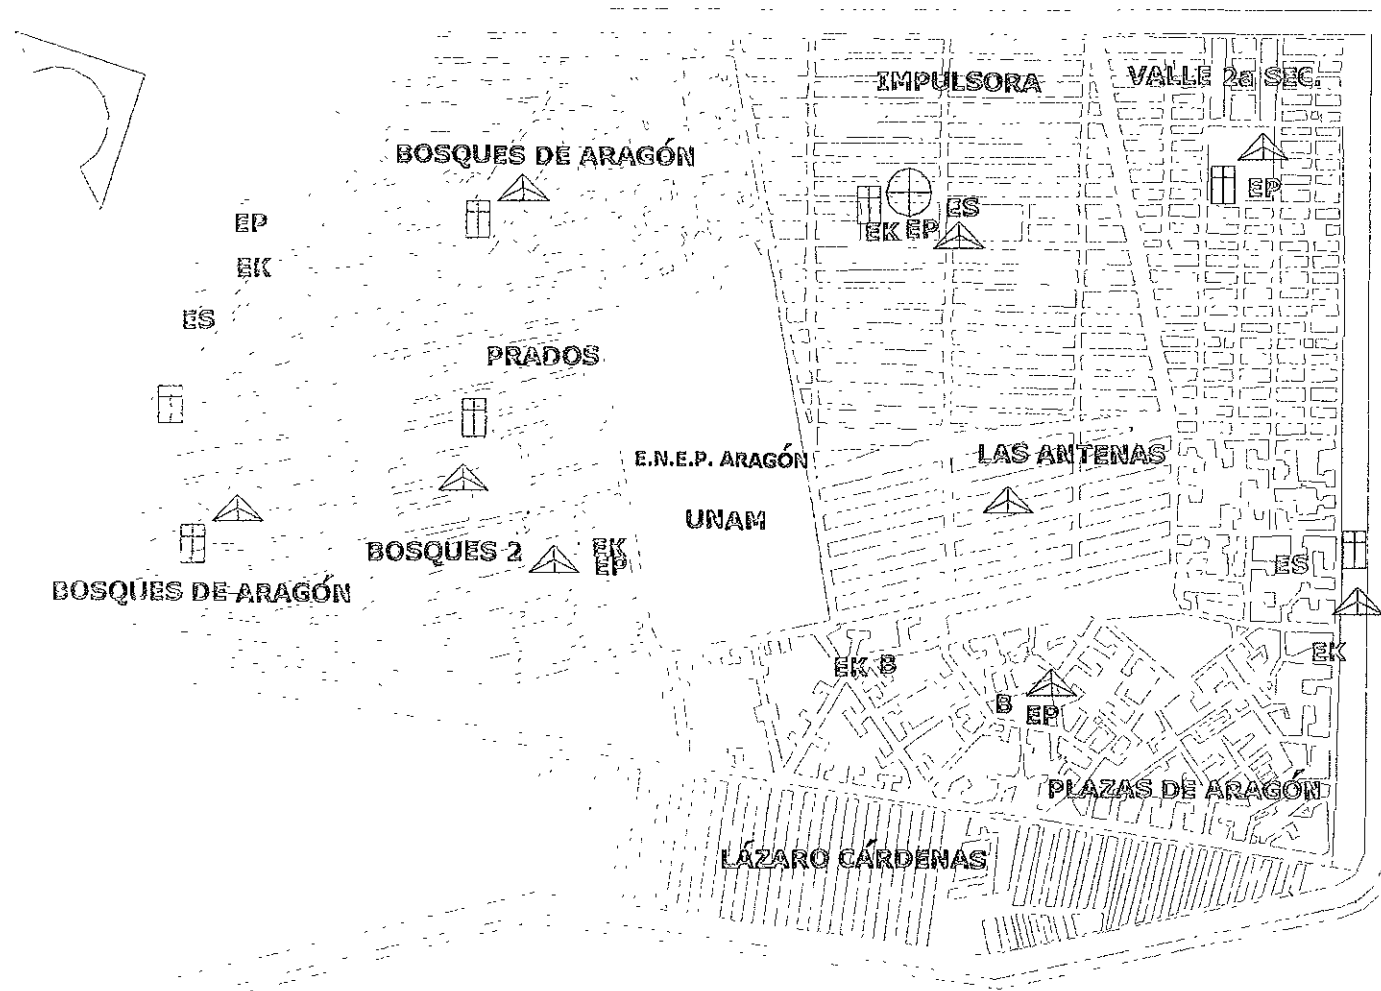 IMPULSORA
VALLE 2a SEC.
BOSQUES DE ARAGÓN
EP
ES
EP
EK EP
EK
ES
PRADOS
E.N.E.P. ARAGÓN
LAS ANTENAS
UNAM
BOSQUES 2
EK
EP
ES
BOSQUES DE ARAGÓN
EK
EK B
B
EP
PLAZAS DE ARAGÓN
LÁZARO CÁRDENAS